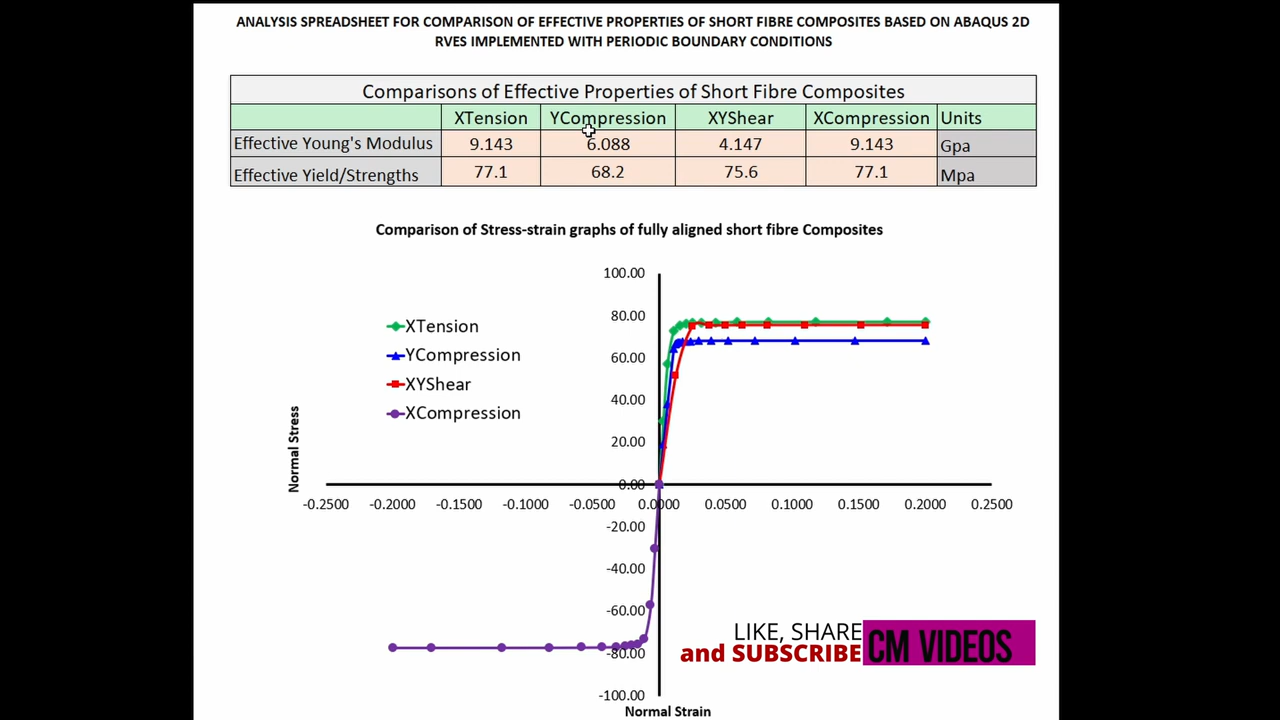 ANALYSIS SPREADSHEET FOR COMPARISON OF EFFECTIVE PROPERTIES OF SHORT FIBRE COMPOSITES BASED ON ABAQUS 2D
RVES IMPLEMENTED WITH PERIODIC BOUNDARY CONDITIONS
Comparisons of Effective Properties of Short Fibre Composites
XTension YCompression XYShear XCompression Units
Effective Young's Modulus 9.143 6.088 4.147 9.143 Gpa
Effective Yield/Strengths 77.1 68.2 75.6 77.1 Mpa
Comparison of Stress-strain graphs of fully aligned short fibre Composites
100.00
80.00
60.00
40.00
20.00
0.00
-20.00
-40.00
-60.00
-80.00
-100.00
XTension
YCompression
XYShear
XCompression
Normal Stress
-0.2500 -0.2000 -0.1500 -0.1000 -0.0500 0.0000 0.0500 0.1000 0.1500 0.2000 0.2500
Normal Strain
LIKE, SHARE
and SUBSCRIBE
CM VIDEOS